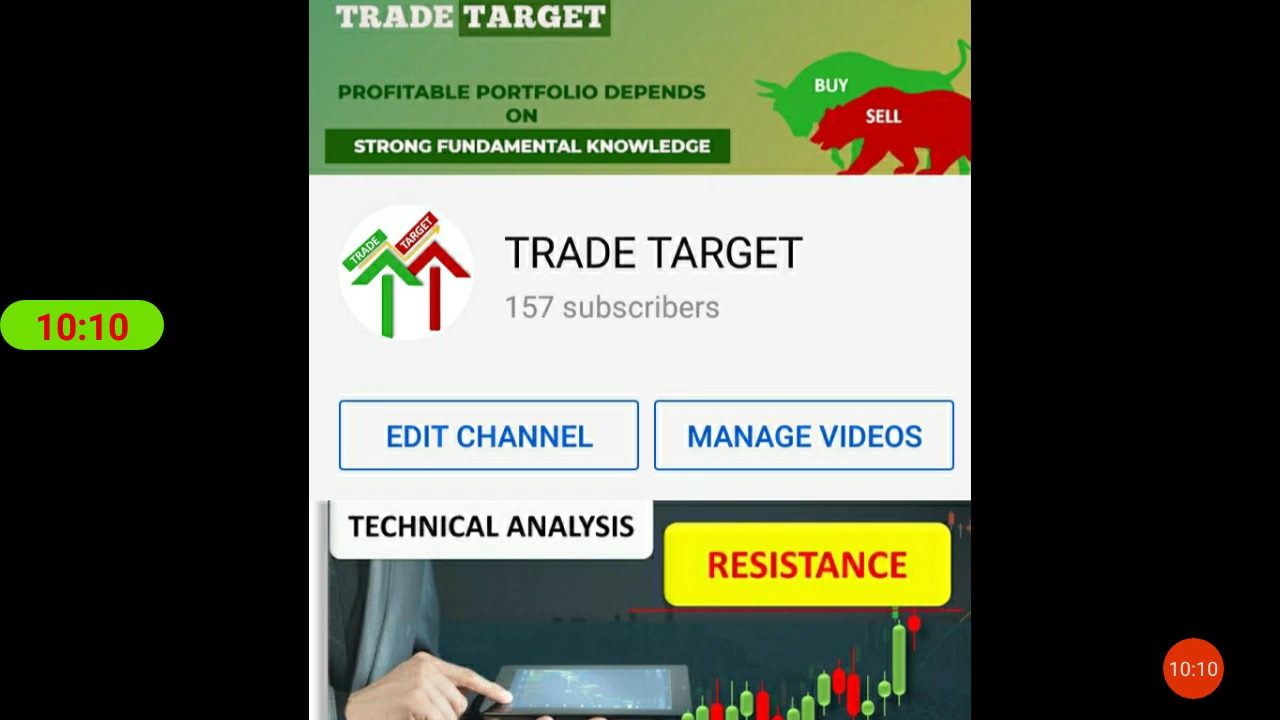 TRADE TARGET
PROFITABLE PORTFOLIO DEPENDS
ON
STRONG FUNDAMENTAL KNOWLEDGE
BUY
SELL
TRADE
TARGET
TRADE TARGET
157 subscribers
10:10
EDIT CHANNEL
MANAGE VIDEOS
TECHNICAL ANALYSIS
RESISTANCE
10:10